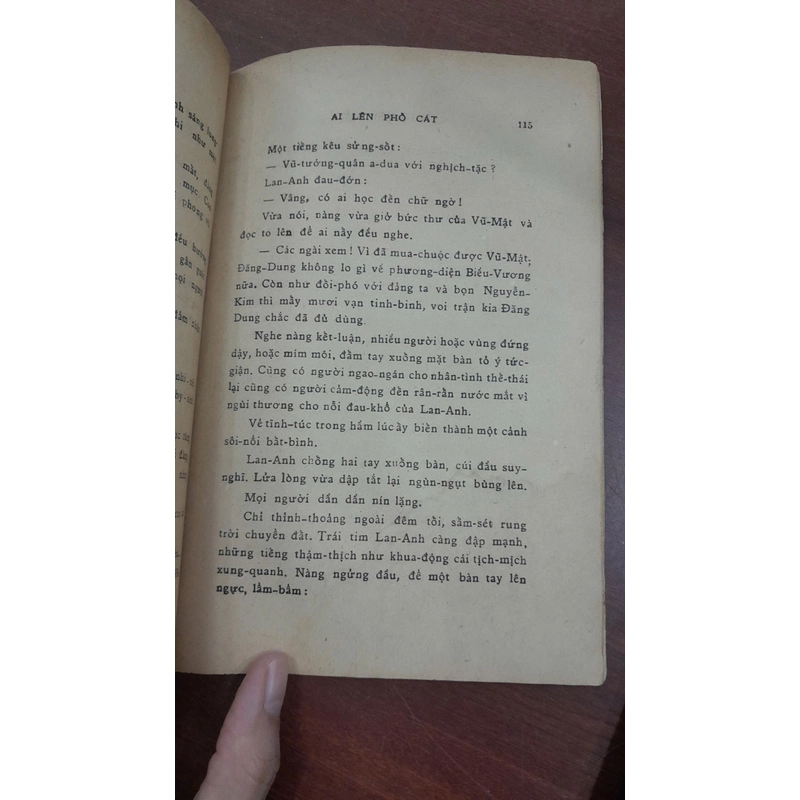 AI LÊN PHỐ CÁT
115
Một tiếng kêu sửng-sốt :
— Vũ-tướng-quân a-dua với nghịch-tặc ?
Lan-Anh đau-đớn :
— Vâng, có ai học đến chữ ngờ !
Vừa nói, nàng vừa giở bức thư của Vũ-Mật và
đọc to lên để ai nấy đều nghe.
— Các ngài xem ! Vì đã mua-chuộc được Vũ-Mật,
Đăng-Dung không lo gì về phương-diện Biểu-Vương
nữa. Còn như đối-phó với đảng ta và bọn Nguyễn-
Kim thì mấy mươi vạn tinh-binh, voi trận kia Đăng
Dung chắc đã đủ dùng.
Nghe nàng kết-luận, nhiều người hoặc vùng đứng
dậy, hoặc mím môi, đấm tay xuống mặt bàn tỏ ý tức-
giận. Cũng có người ngao-ngán cho nhân-tình thế-thái
lại cũng có người cảm-động đến rân-rấn nước mắt vì
ngùi thương cho nỗi đau-khổ của Lan-Anh.
Vẻ tĩnh-túc trong hầm lúc ấy biến thành một cảnh
sôi-nổi bất-bình.
Lan-Anh chống hai tay xuống bàn, cúi đầu suy-
nghĩ. Lửa lòng vừa dập tắt lại ngùn-ngụt bùng lên.
Mọi người dần dần nín lặng.
Chỉ thỉnh-thoảng ngoài đêm tối, sấm-sét rung
trời chuyển đất. Trái tim Lan-Anh càng đập mạnh,
những tiếng thậm-thịch như khua-động cái tịch-mịch
xung-quanh. Nàng ngửng đầu, để một bàn tay lên
ngực, lẩm-bẩm :